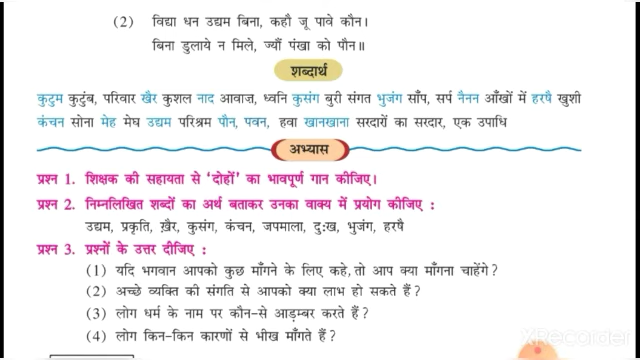 (2) विद्या धन उद्यम बिना, कहौ जू पावे कौन।
बिना डुलाये न मिले, ज्यौं पंखा को पौन॥
शब्दार्थ
कुटुम कुटुंब, परिवार खैर कुशल नाद आवाज़, ध्वनि कुसंग बुरी संगत भुजंग साँप, सर्प नैनन आँखों में हरषै खुशी
कंचन सोना मेह मेघ उद्यम परिश्रम पौन, पवन, हवा खानखाना सरदारों का सरदार, एक उपाधि
अभ्यास
प्रश्न 1. शिक्षक की सहायता से 'दोहों' का भावपूर्ण गान कीजिए।
प्रश्न 2. निम्नलिखित शब्दों का अर्थ बताकर उनका वाक्य में प्रयोग कीजिए :
उद्यम, प्रकृति, ख़ैर, कुसंग, कंचन, जपमाला, दुःख, भुजंग, हरषै
प्रश्न 3. प्रश्नों के उत्तर दीजिए :
(1) यदि भगवान आपको कुछ माँगने के लिए कहे, तो आप क्या माँगना चाहेंगे ?
(2) अच्छे व्यक्ति की संगति से आपको क्या लाभ हो सकते हैं ?
(3) लोग धर्म के नाम पर कौन-से आड़म्बर करते हैं ?
(4) लोग किन-किन कारणों से भीख माँगते हैं ?
XRecorder